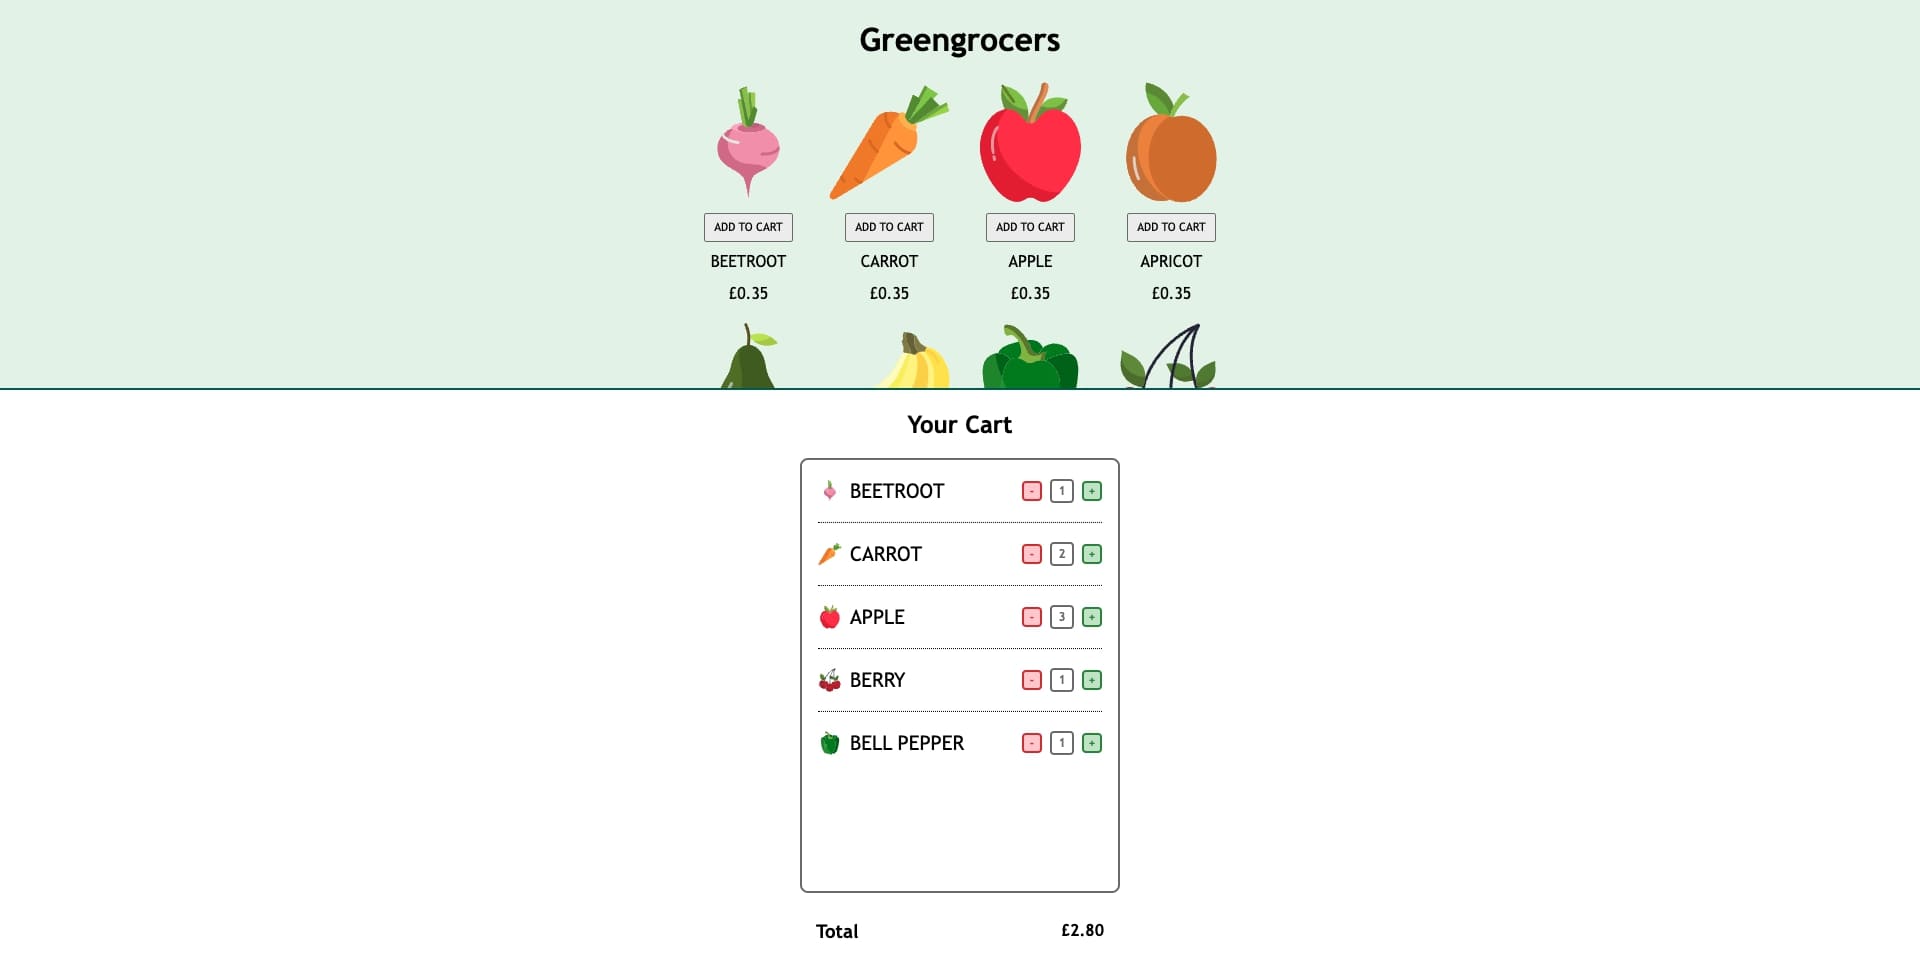 Greengrocers
ADD TO CART ADD TO CART ADD TO CART ADD TO CART
BEETROOT CARROT APPLE APRICOT
£0.35 £0.35 £0.35 £0.35
Your Cart
BEETROOT - 1 +
CARROT - 2 +
APPLE - 3 +
BERRY - 1 +
BELL PEPPER - 1 +
Total £2.80